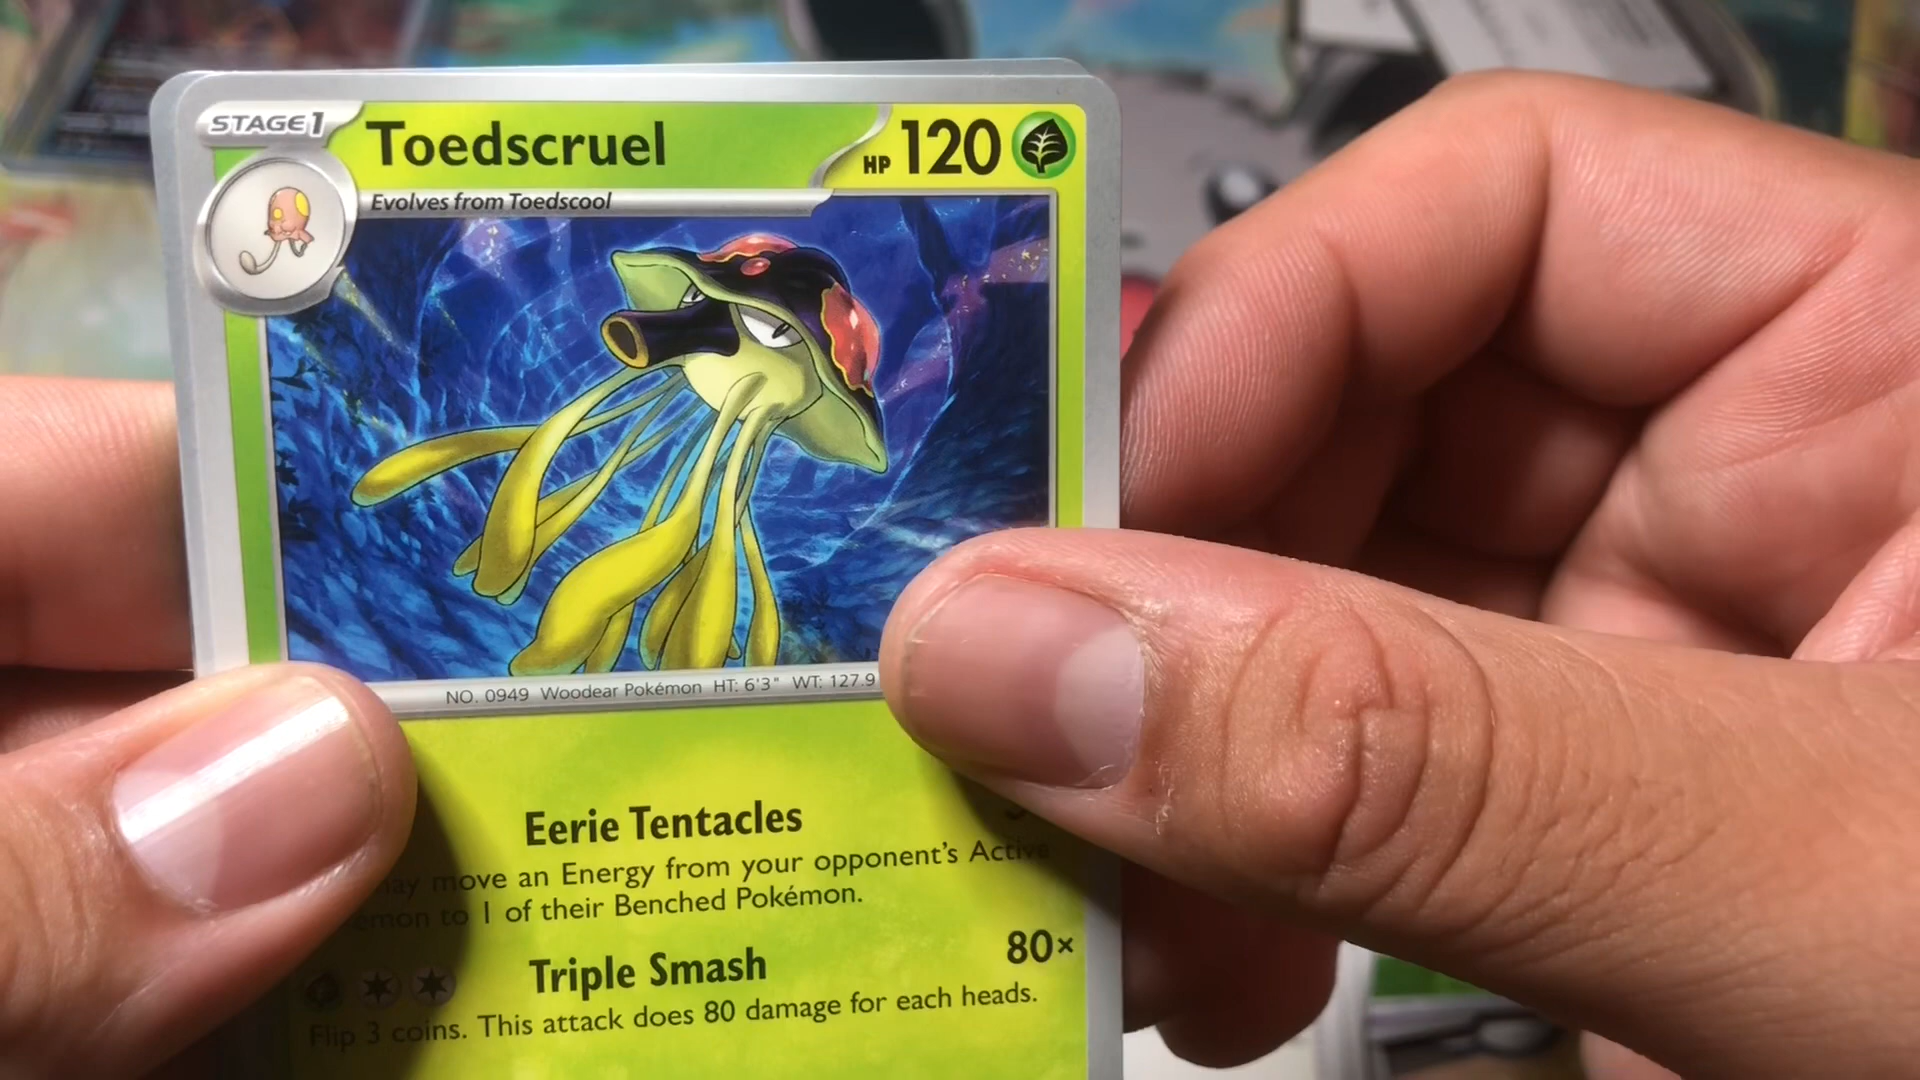 STAGE 1
Toedscruel
HP 120
Evolves from Toedscool
NO. 0949 Woodear Pokémon HT: 6'3" WT: 127.9
Eerie Tentacles
may move an Energy from your opponent's Active
to 1 of their Benched Pokémon.
Triple Smash 80×
Flip 3 coins. This attack does 80 damage for each heads.